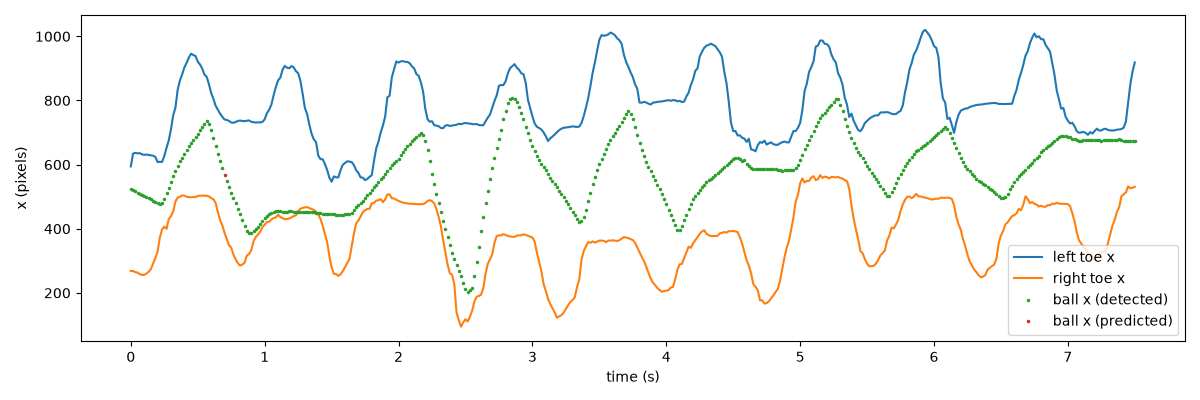 x (pixels)
1000
800
600
400
200
0
1
2
3
4
5
6
7
time (s)
left toe x
right toe x
ball x (detected)
ball x (predicted)